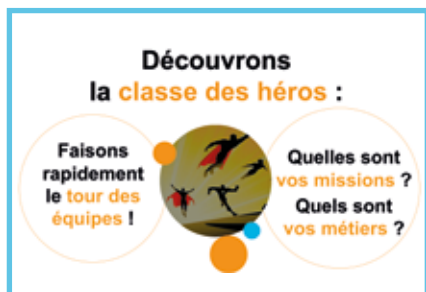 Découvrons
la classe des héros :
Faisons
rapidement
le tour des
équipes !
Quelles sont
vos missions ?
Quels sont
vos métiers ?